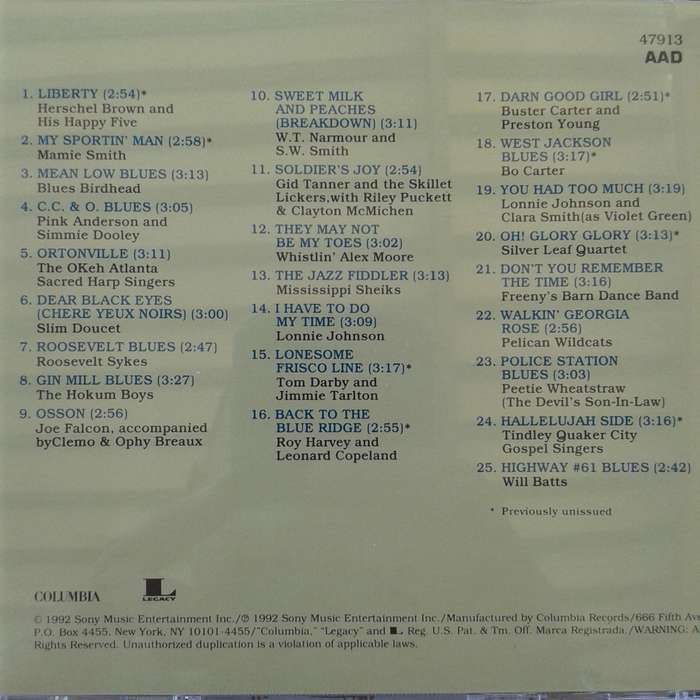 47913
AAD
1. LIBERTY (2:54)*
Herschel Brown and
His Happy Five
2. MY SPORTIN' MAN (2:58)*
Mamie Smith
3. MEAN LOW BLUES (3:13)
Blues Birdhead
4. C.C. & O. BLUES (3:05)
Pink Anderson and
Simmie Dooley
5. ORTONVILLE (3:11)
The OKeh Atlanta
Sacred Harp Singers
6. DEAR BLACK EYES
(CHERE YEUX NOIRS) (3:00)
Slim Doucet
7. ROOSEVELT BLUES (2:47)
Roosevelt Sykes
8. GIN MILL BLUES (3:27)
The Hokum Boys
9. OSSON (2:56)
Joe Falcon, accompanied
byClemo & Ophy Breaux
10. SWEET MILK
AND PEACHES
(BREAKDOWN) (3:11)
W.T. Narmour and
S.W. Smith
11. SOLDIER'S JOY (2:54)
Gid Tanner and the Skillet
Lickers,with Riley Puckett
& Clayton McMichen
12. THEY MAY NOT
BE MY TOES (3:02)
Whistlin' Alex Moore
13. THE JAZZ FIDDLER (3:13)
Mississippi Sheiks
14. I HAVE TO DO
MY TIME (3:09)
Lonnie Johnson
15. LONESOME
FRISCO LINE (3:17)*
Tom Darby and
Jimmie Tarlton
16. BACK TO THE
BLUE RIDGE (2:55)*
Roy Harvey and
Leonard Copeland
17. DARN GOOD GIRL (2:51)*
Buster Carter and
Preston Young
18. WEST JACKSON
BLUES (3:17)*
Bo Carter
19. YOU HAD TOO MUCH (3:19)
Lonnie Johnson and
Clara Smith(as Violet Green)
20. OH! GLORY GLORY (3:13)*
Silver Leaf Quartet
21. DON'T YOU REMEMBER
THE TIME (3:16)
Freeny's Barn Dance Band
22. WALKIN' GEORGIA
ROSE (2:56)
Pelican Wildcats
23. POLICE STATION
BLUES (3:03)
Peetie Wheatstraw
(The Devil's Son-In-Law)
24. HALLELUJAH SIDE (3:16)*
Tindley Quaker City
Gospel Singers
25. HIGHWAY #61 BLUES (2:42)
Will Batts
* Previously unissued
COLUMBIA
L
LEGACY
© 1992 Sony Music Entertainment Inc./℗ 1992 Sony Music Entertainment Inc./Manufactured by Columbia Records/666 Fifth Ave
P.O. Box 4455, New York, NY 10101-4455/"Columbia," "Legacy" and L Reg. U.S. Pat. & Tm. Off. Marca Registrada./WARNING: A
Rights Reserved. Unauthorized duplication is a violation of applicable laws.